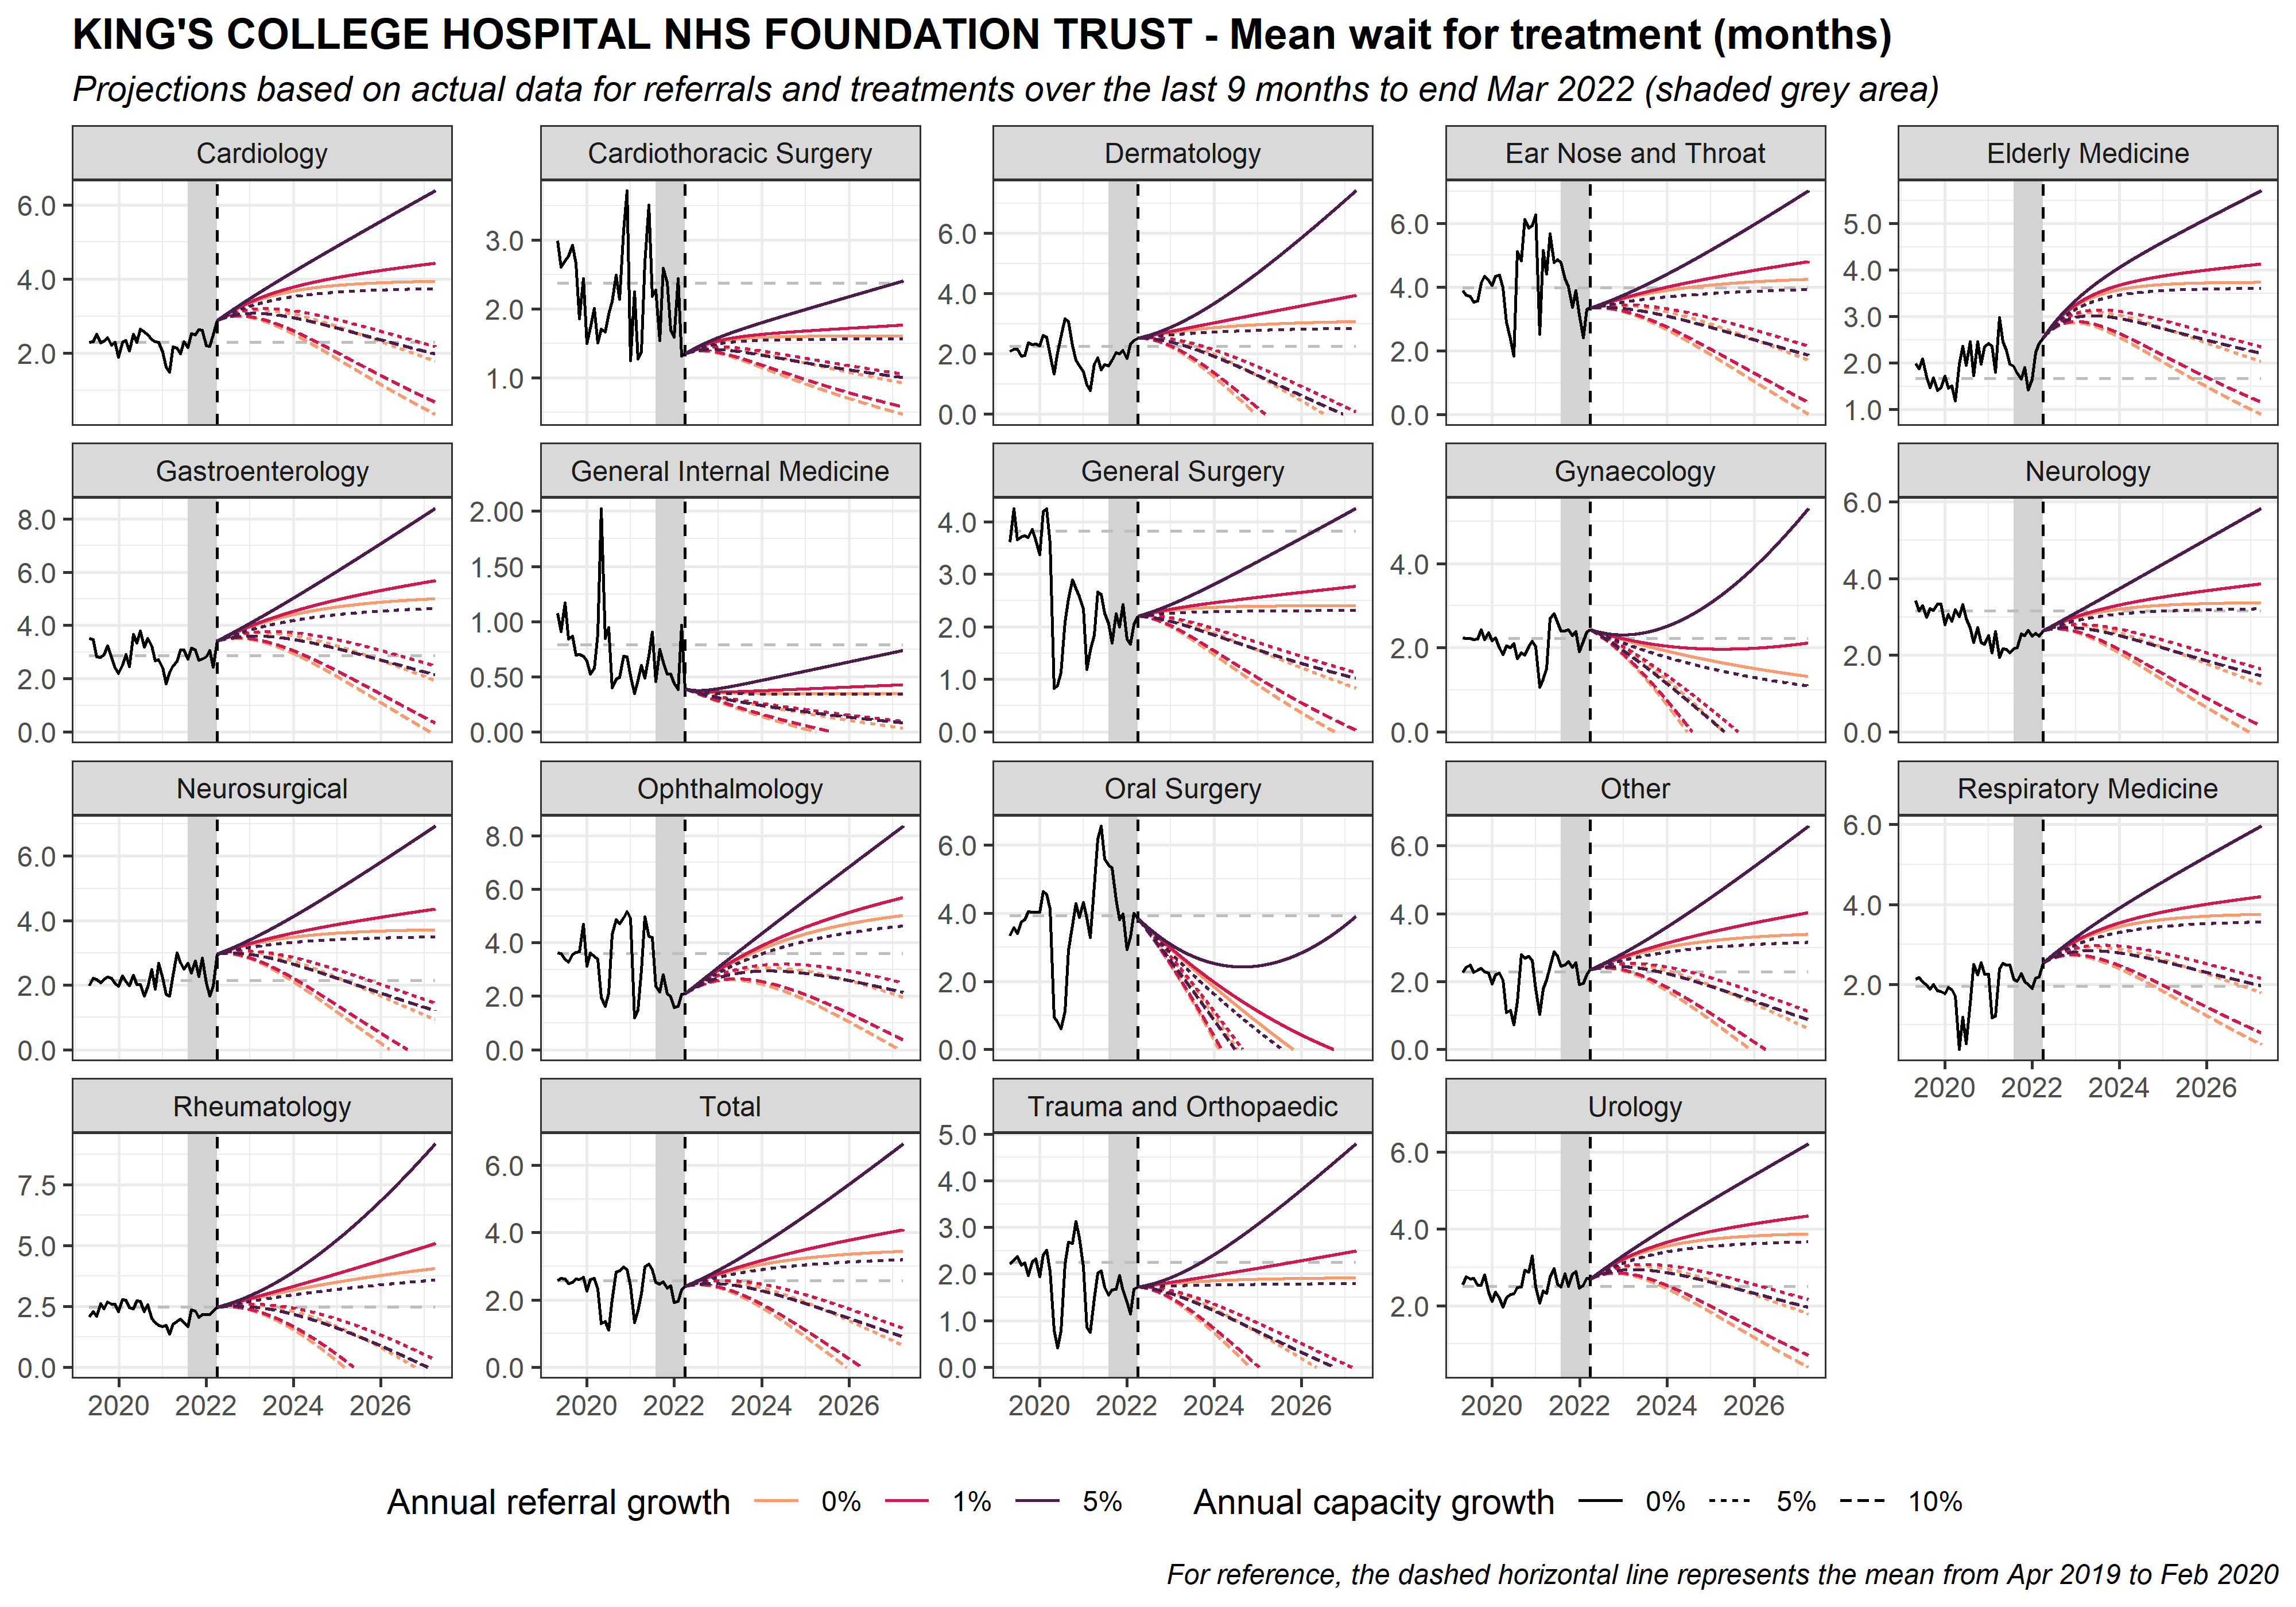 KING'S COLLEGE HOSPITAL NHS FOUNDATION TRUST - Mean wait for treatment (months)
Projections based on actual data for referrals and treatments over the last 9 months to end Mar 2022 (shaded grey area)
Cardiology Cardiothoracic Surgery Dermatology Ear Nose and Throat Elderly Medicine
6.0 4.0 2.0
3.0 2.0 1.0
6.0 4.0 2.0 0.0
6.0 4.0 2.0 0.0
5.0 4.0 3.0 2.0 1.0
Gastroenterology General Internal Medicine General Surgery Gynaecology Neurology
8.0 6.0 4.0 2.0 0.0
2.00 1.50 1.00 0.50 0.00
4.0 3.0 2.0 1.0 0.0
4.0 2.0 0.0
6.0 4.0 2.0 0.0
Neurosurgical Ophthalmology Oral Surgery Other Respiratory Medicine
6.0 4.0 2.0 0.0
8.0 6.0 4.0 2.0 0.0
6.0 4.0 2.0 0.0
6.0 4.0 2.0 0.0
6.0 4.0 2.0
2020 2022 2024 2026
Rheumatology Total Trauma and Orthopaedic Urology
7.5 5.0 2.5 0.0
6.0 4.0 2.0 0.0
5.0 4.0 3.0 2.0 1.0 0.0
6.0 4.0 2.0
2020 2022 2024 2026 2020 2022 2024 2026 2020 2022 2024 2026 2020 2022 2024 2026
Annual referral growth 0% 1% 5% Annual capacity growth 0% 5% 10%
For reference, the dashed horizontal line represents the mean from Apr 2019 to Feb 2020